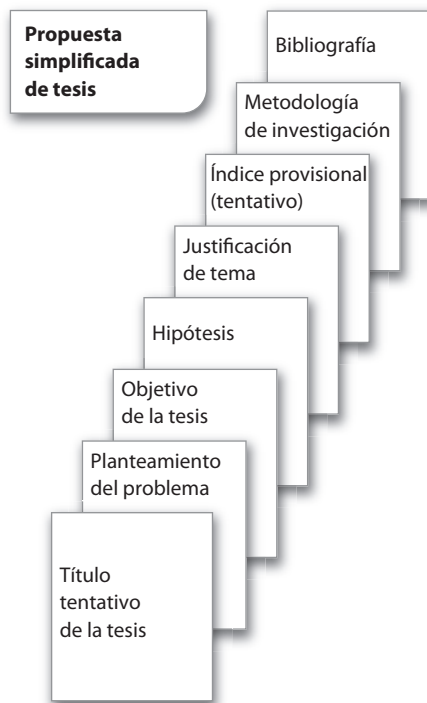 Propuesta
simplificada
de tesis
Bibliografía
Metodología
de investigación
Índice provisional
(tentativo)
Justificación
de tema
Hipótesis
Objetivo
de la tesis
Planteamiento
del problema
Título
tentativo
de la tesis